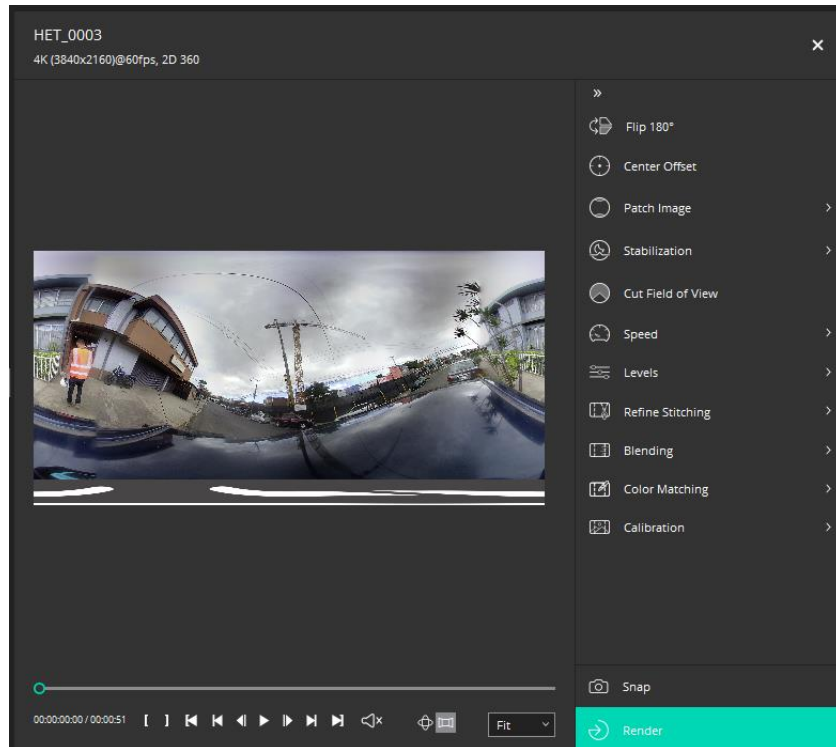 HET_0003
4K (3840x2160)@60fps, 2D 360
Flip 180°
Center Offset
Patch Image
Stabilization
Cut Field of View
Speed
Levels
Refine Stitching
Blending
Color Matching
Calibration
Snap
00:00:00:00 / 00:00:51
Fit
Render